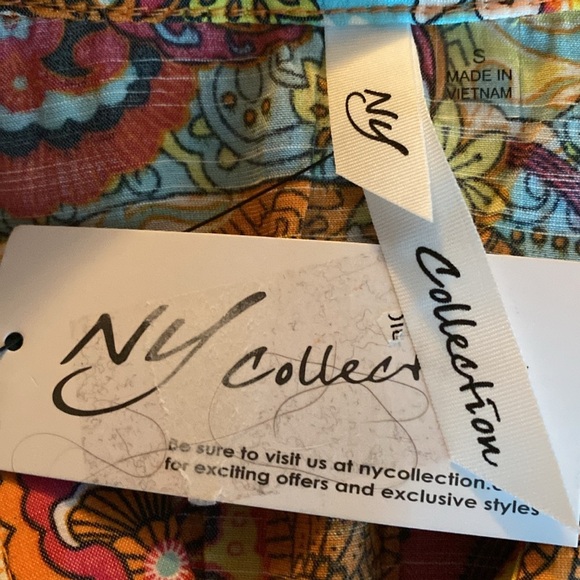 S
MADE IN
VIETNAM
NY
Collection
NY Collect
Be sure to visit us at nycollection.
for exciting offers and exclusive styles